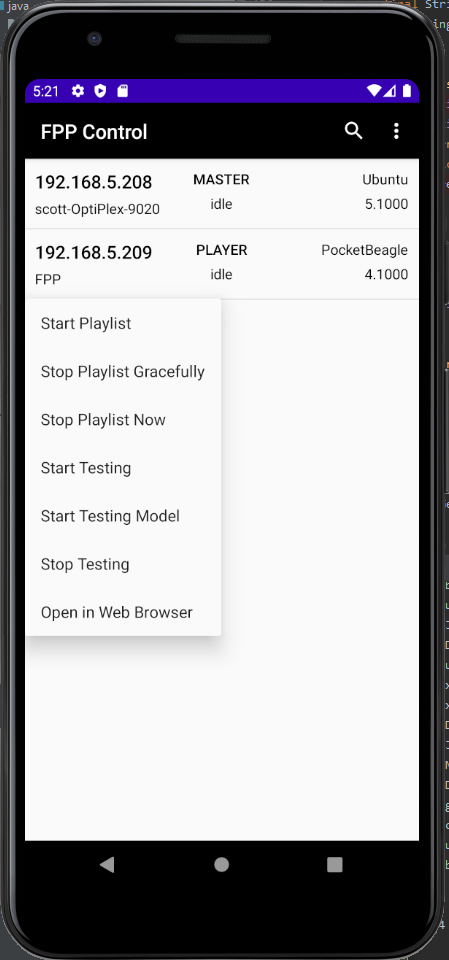 java
5:21
FPP Control
192.168.5.208 MASTER Ubuntu
scott-OptiPlex-9020 idle 5.1000
192.168.5.209 PLAYER PocketBeagle
FPP idle 4.1000
Start Playlist
Stop Playlist Gracefully
Stop Playlist Now
Start Testing
Start Testing Model
Stop Testing
Open in Web Browser